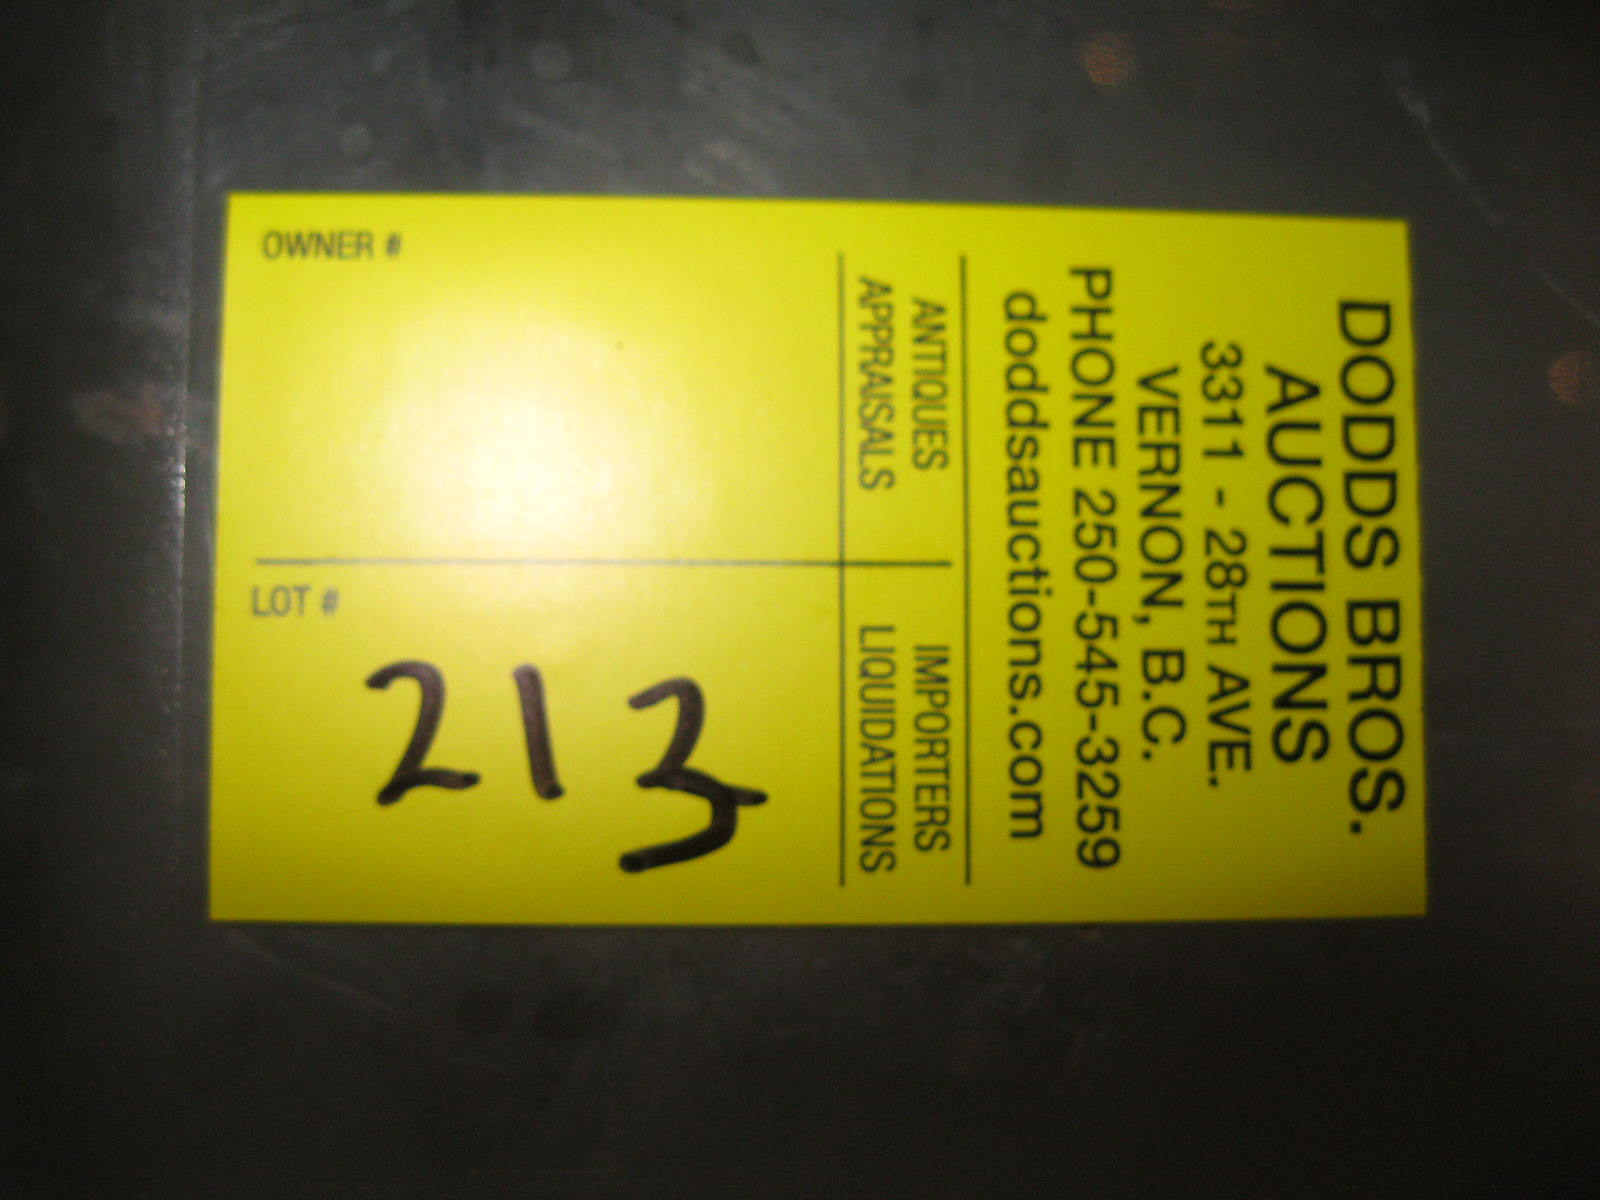 DODDS BROS.
AUCTIONS
3311 - 28TH AVE.
VERNON, B.C.
PHONE 250-545-3259
doddsauctions.com
ANTIQUES IMPORTERS
APPRAISALS LIQUIDATIONS
OWNER #
LOT #
213